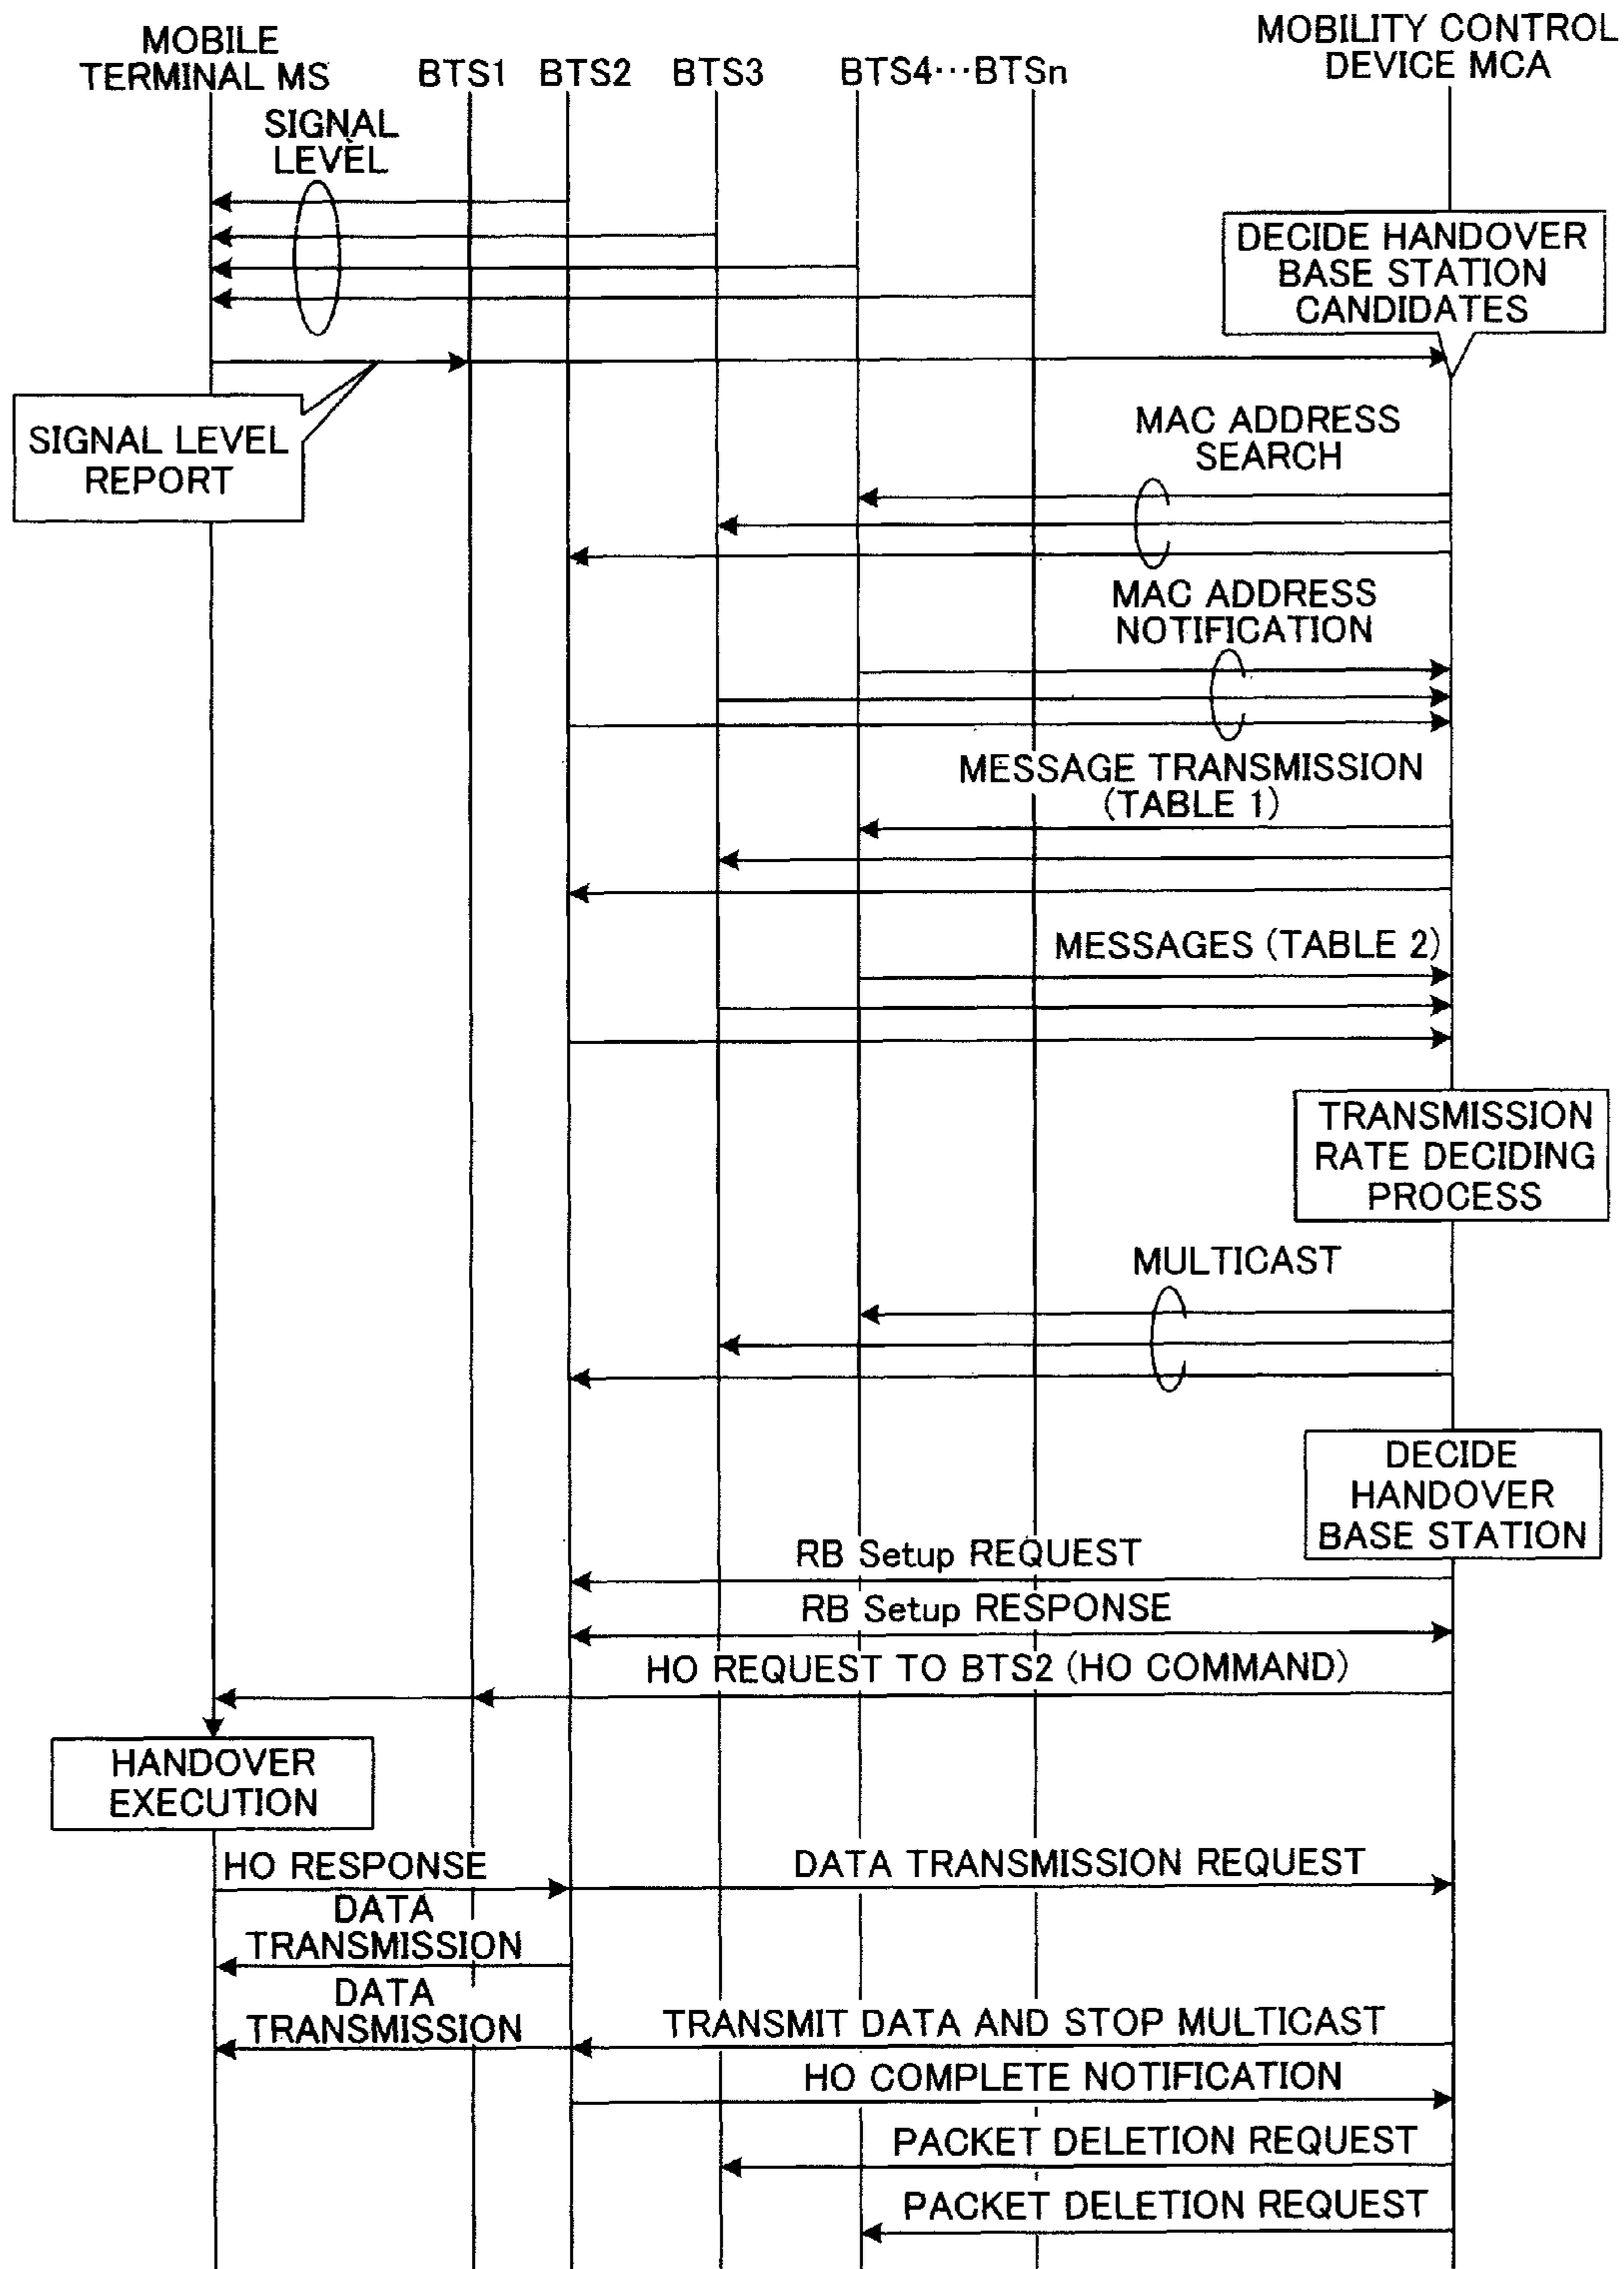 MOBILE
TERMINAL MS
BTS1
BTS2
BTS3
BTS4···BTSn
MOBILITY CONTROL
DEVICE MCA
SIGNAL
LEVEL
DECIDE HANDOVER
BASE STATION
CANDIDATES
SIGNAL LEVEL
REPORT
MAC ADDRESS
SEARCH
MAC ADDRESS
NOTIFICATION
MESSAGE TRANSMISSION
(TABLE 1)
MESSAGES (TABLE 2)
TRANSMISSION
RATE DECIDING
PROCESS
MULTICAST
DECIDE
HANDOVER
BASE STATION
RB Setup REQUEST
RB Setup RESPONSE
HO REQUEST TO BTS2 (HO COMMAND)
HANDOVER
EXECUTION
HO RESPONSE
DATA TRANSMISSION REQUEST
DATA
TRANSMISSION
DATA
TRANSMISSION
TRANSMIT DATA AND STOP MULTICAST
HO COMPLETE NOTIFICATION
PACKET DELETION REQUEST
PACKET DELETION REQUEST